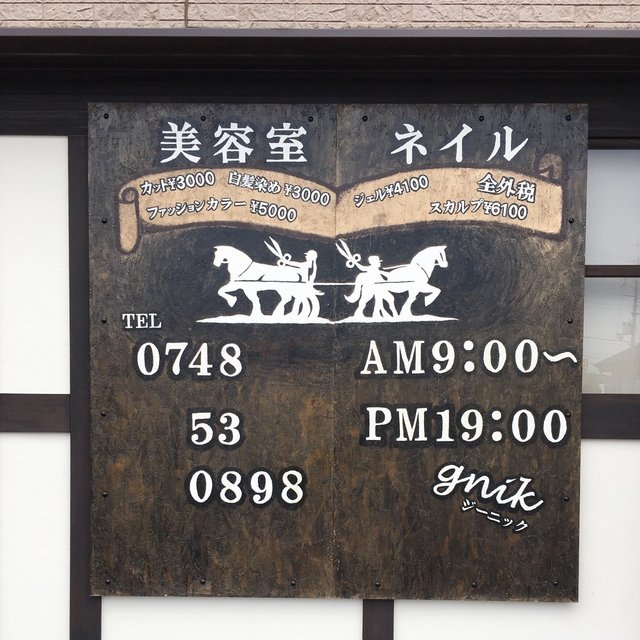 美容室 ネイル
カット¥3000 白髪染め¥3000
ファッションカラー¥5000
ジェル¥4100 全外税
スカルプ¥6100
TEL
0748
53
0898
AM9:00〜
PM19:00
gnik
ジーニック